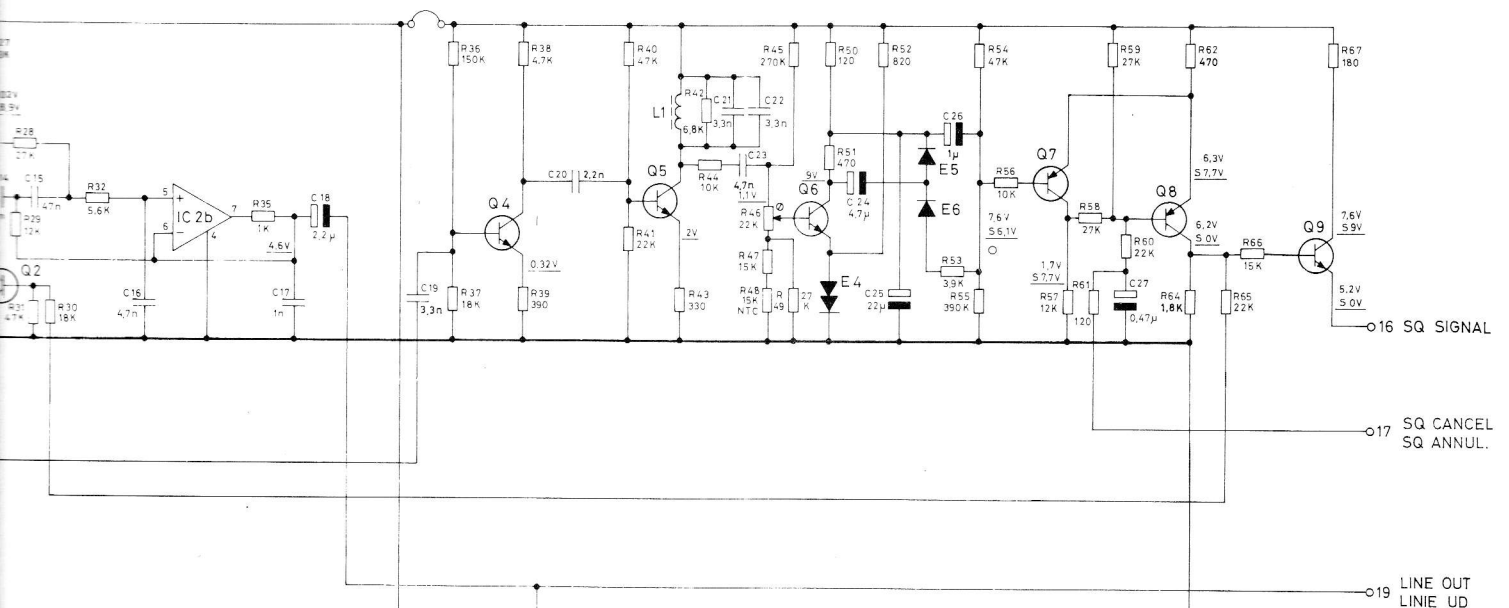 R36
150K
R38
4,7K
R40
47K
R45
270K
R50
120
R52
820
R54
47K
R59
27K
R62
470
R67
180
R42
6,8K
L1
C21
3,3n
C22
3,3n
R28
27K
C15
47n
R29
12K
R32
5.6K
5
+
6
−
IC 2b
7
4
R35
1K
4.6V
C18
2,2µ
C16
4,7n
C17
1n
Q2
R31
47K
R30
18K
C19
3,3n
R37
18K
Q4
0.32V
R39
390
C20
2,2n
R41
22K
Q5
2V
R43
330
R44
10K
C23
4,7n
1,1V
R46
22K
R47
15K
R48
15K
NTC
R
49
27
K
R51
470
9V
Q6
C24
4,7µ
E4
C25
22µ
E5
E6
C26
1µ
R53
3,9K
7,6V
S 6,1V
R55
390K
R56
10K
Q7
R58
27K
1,7V
S 7,7V
R57
12K
R61
120
R60
22K
C27
0,47µ
Q8
6,3V
S 7,7V
6,2V
S 0V
R64
1,8K
R65
22K
R66
15K
Q9
7,6V
S 9V
5.2V
S 0V
16 SQ SIGNAL
17 SQ CANCEL
SQ ANNUL.
19 LINE OUT
LINIE UD